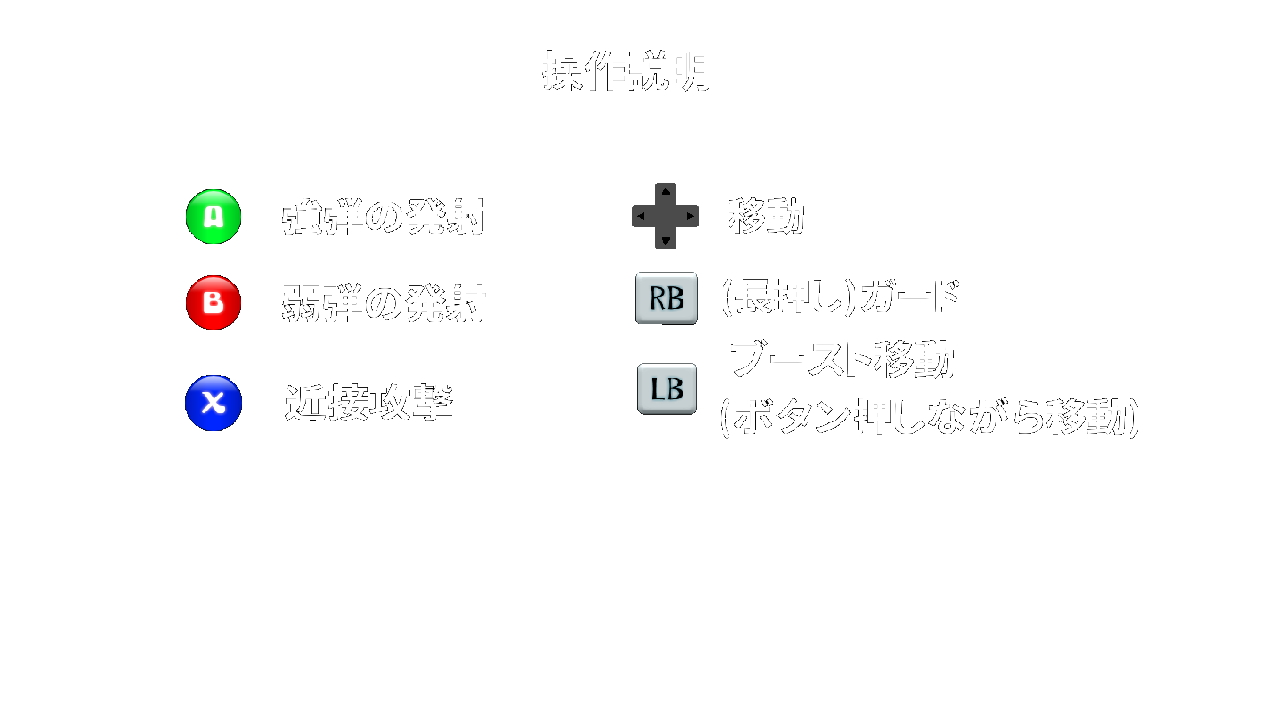 操作説明
A 強弾の発射
B 弱弾の発射
X 近接攻撃
移動
RB (長押し)ガード
LB ブースト移動
(ボタン押しながら移動)